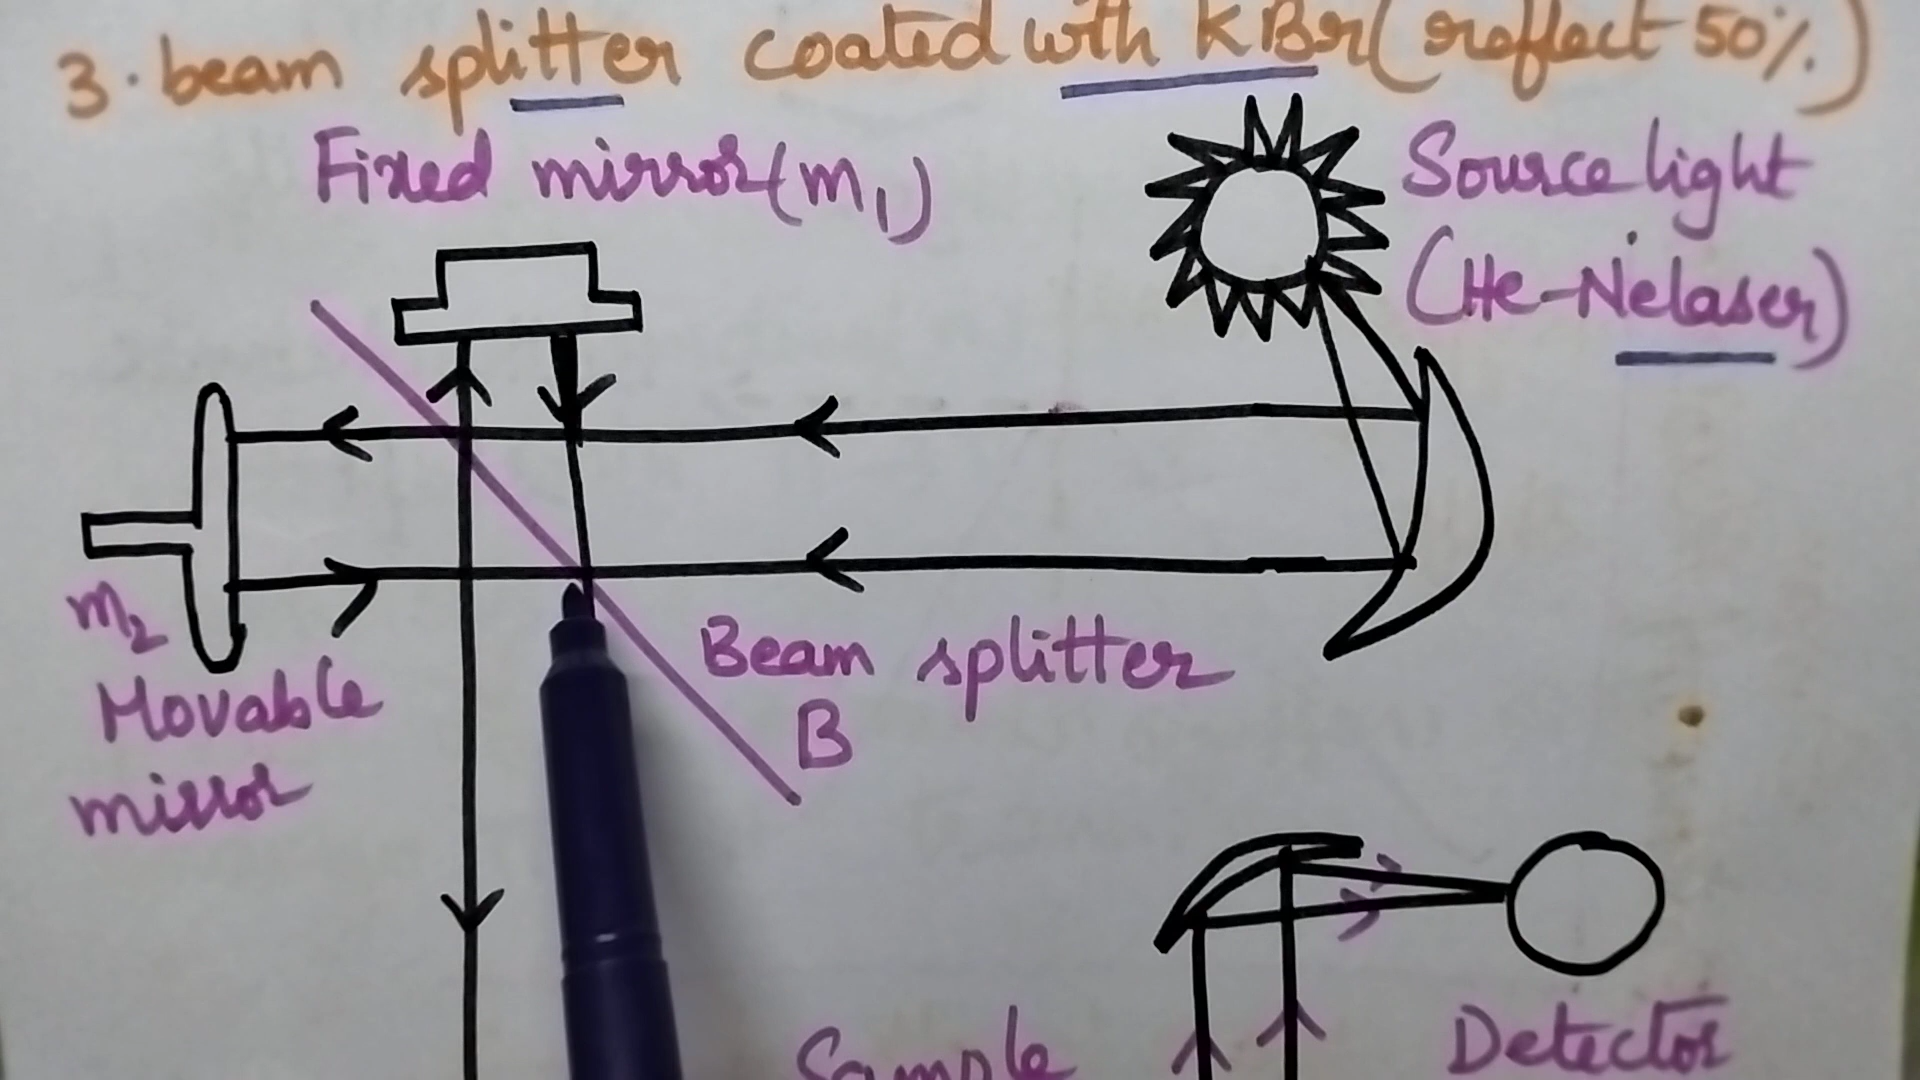 3. beam splitter coated with KBr (reflect 50%.)
Fixed mirror (m1)
Source light
(He-Ne laser)
m2
Movable
mirror
Beam splitter
B
Sample
Detector